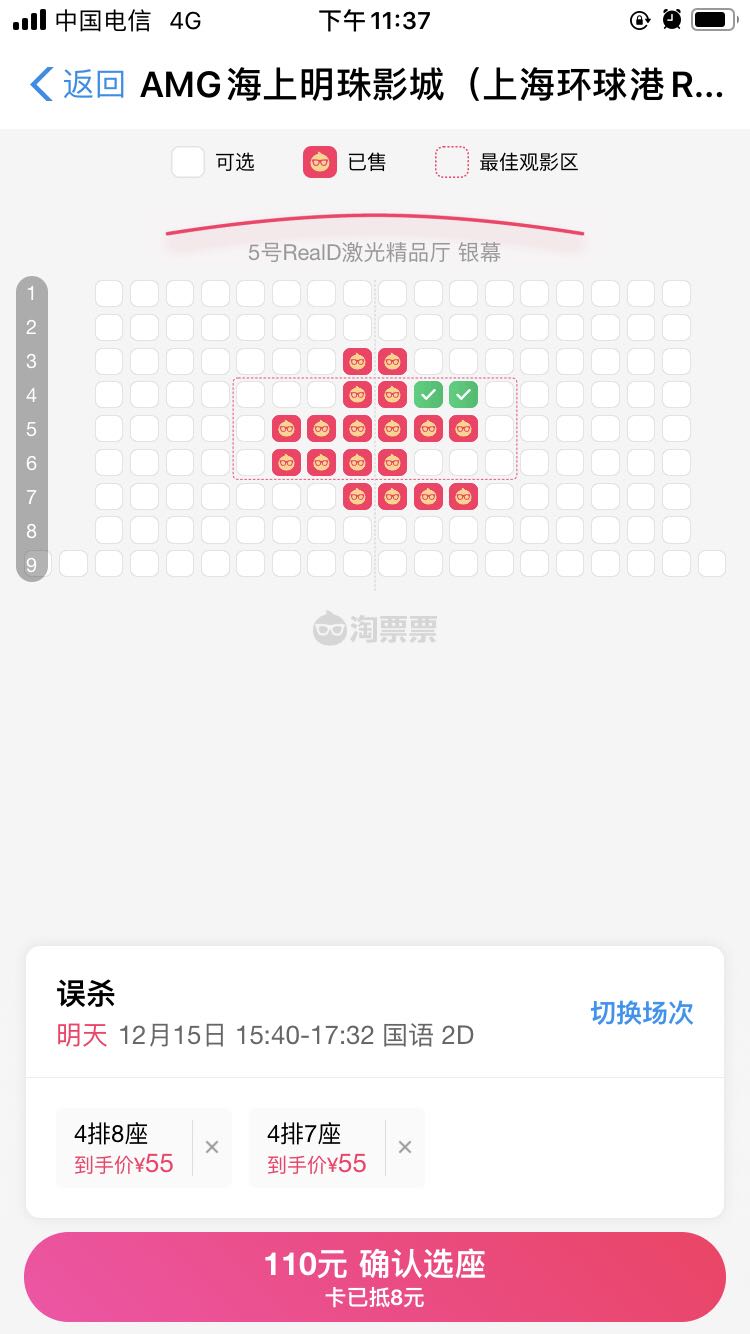 中国电信 4G 下午11:37
返回 AMG海上明珠影城（上海环球港R...
可选 已售 最佳观影区
5号RealD激光精品厅 银幕
1
2
3
4
5
6
7
8
9
淘票票
误杀
明天 12月15日 15:40-17:32 国语 2D
切换场次
4排8座
到手价¥55
×
4排7座
到手价¥55
×
110元 确认选座
卡已抵8元